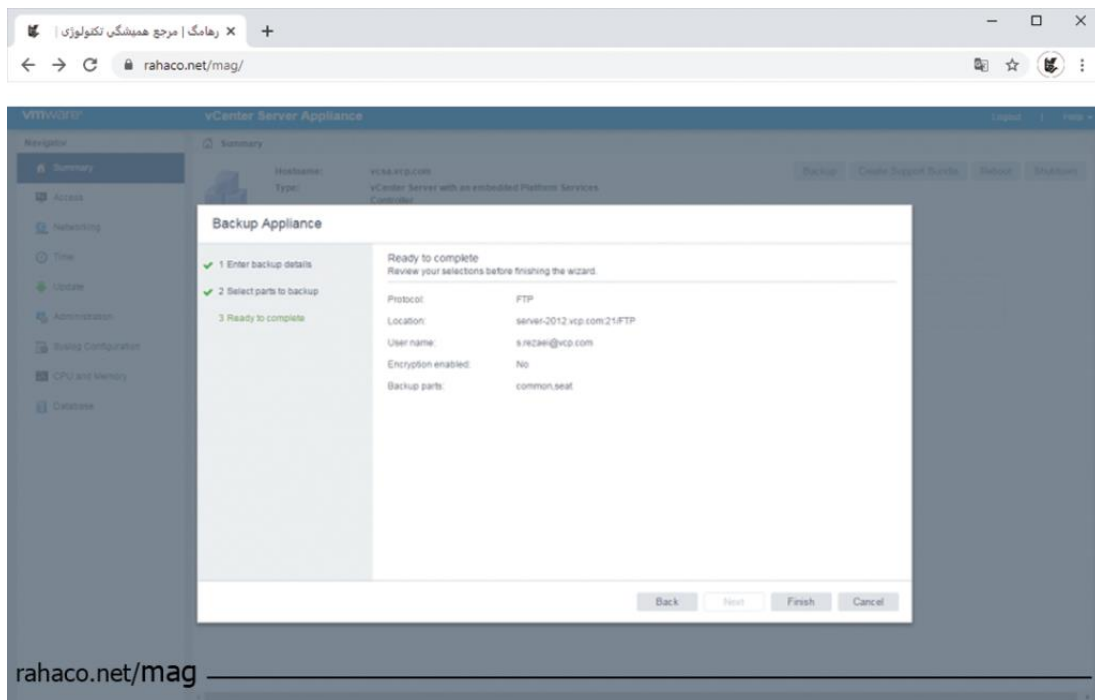 رهامگ | مرجع همیشگی تکنولوژی |
rahaco.net/mag/
vmware
vCenter Server Appliance
Logout
Help
Navigator
Summary
Summary
Hostname:
vcsa.vcp.com
Type:
vCenter Server with an embedded Platform Services Controller
Backup
Create Support Bundle
Reboot
Shutdown
Access
Networking
Time
Update
Administration
Syslog Configuration
CPU and Memory
Database
Backup Appliance
1 Enter backup details
2 Select parts to backup
3 Ready to complete
Ready to complete
Review your selections before finishing the wizard.
Protocol: FTP
Location: server-2012.vcp.com:21/FTP
User name: s.rezaei@vcp.com
Encryption enabled: No
Backup parts: common,seat
Back
Next
Finish
Cancel
rahaco.net/mag